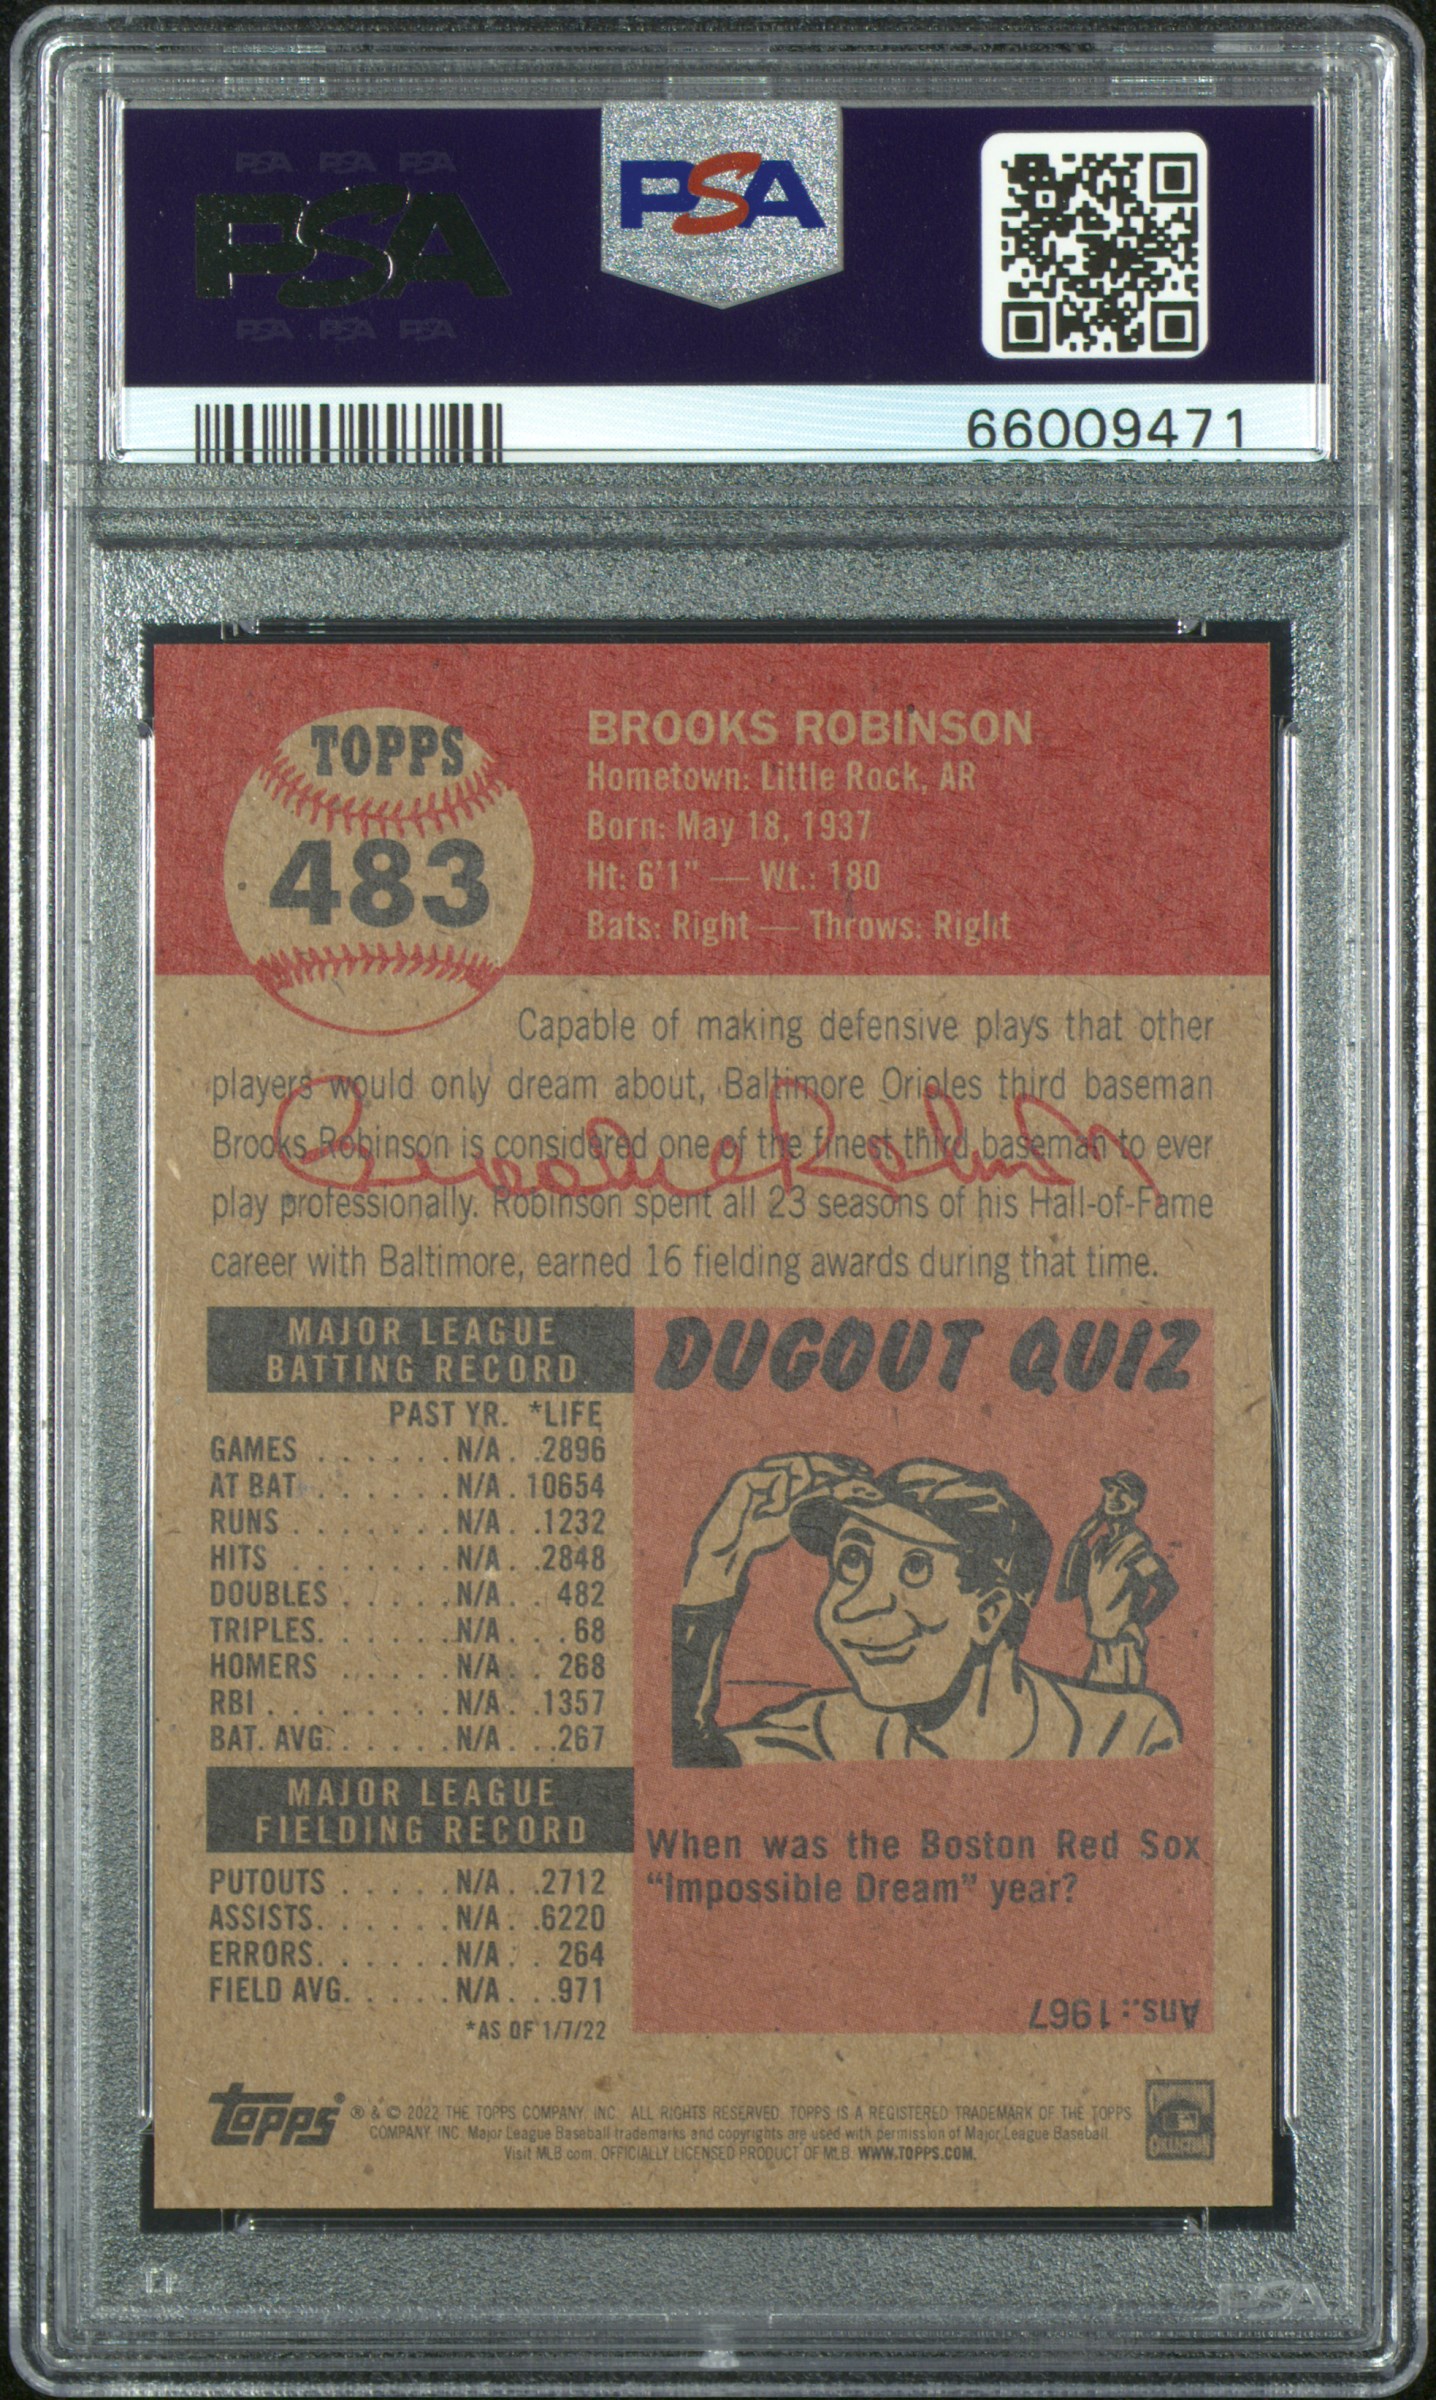 PSA PSA PSA
PSA
PSA PSA PSA
PSA
66009471
TOPPS
483
BROOKS ROBINSON
Hometown: Little Rock, AR
Born: May 18, 1937
Ht: 6'1" — Wt.: 180
Bats: Right — Throws: Right
Capable of making defensive plays that other
players would only dream about, Baltimore Orioles third baseman
Brooks Robinson is considered one of the finest third baseman to ever
play professionally. Robinson spent all 23 seasons of his Hall-of-Fame
career with Baltimore, earned 16 fielding awards during that time.
Brooks Robinson
MAJOR LEAGUE
BATTING RECORD
PAST YR. *LIFE
GAMES . . . . . . N/A . .2896
AT BAT . . . . . . N/A . 10654
RUNS . . . . . . . N/A . .1232
HITS . . . . . . . N/A . .2848
DOUBLES . . . . . N/A . . 482
TRIPLES. . . . . . N/A . . . 68
HOMERS . . . . . N/A . . 268
RBI . . . . . . . . N/A . .1357
BAT. AVG. . . . . . N/A . . .267
MAJOR LEAGUE
FIELDING RECORD
PUTOUTS . . . . . N/A . .2712
ASSISTS. . . . . . N/A . .6220
ERRORS. . . . . . N/A . . 264
FIELD AVG. . . . . N/A . . .971
*AS OF 1/7/22
DUGOUT QUIZ
When was the Boston Red Sox
“Impossible Dream” year?
Ans.: 1967
Topps ® & © 2022 THE TOPPS COMPANY, INC. ALL RIGHTS RESERVED. TOPPS IS A REGISTERED TRADEMARK OF THE TOPPS
COMPANY, INC. Major League Baseball trademarks and copyrights are used with permission of Major League Baseball.
Visit MLB.com. OFFICIALLY LICENSED PRODUCT OF MLB. WWW.TOPPS.COM.
COLLECTION
PSA